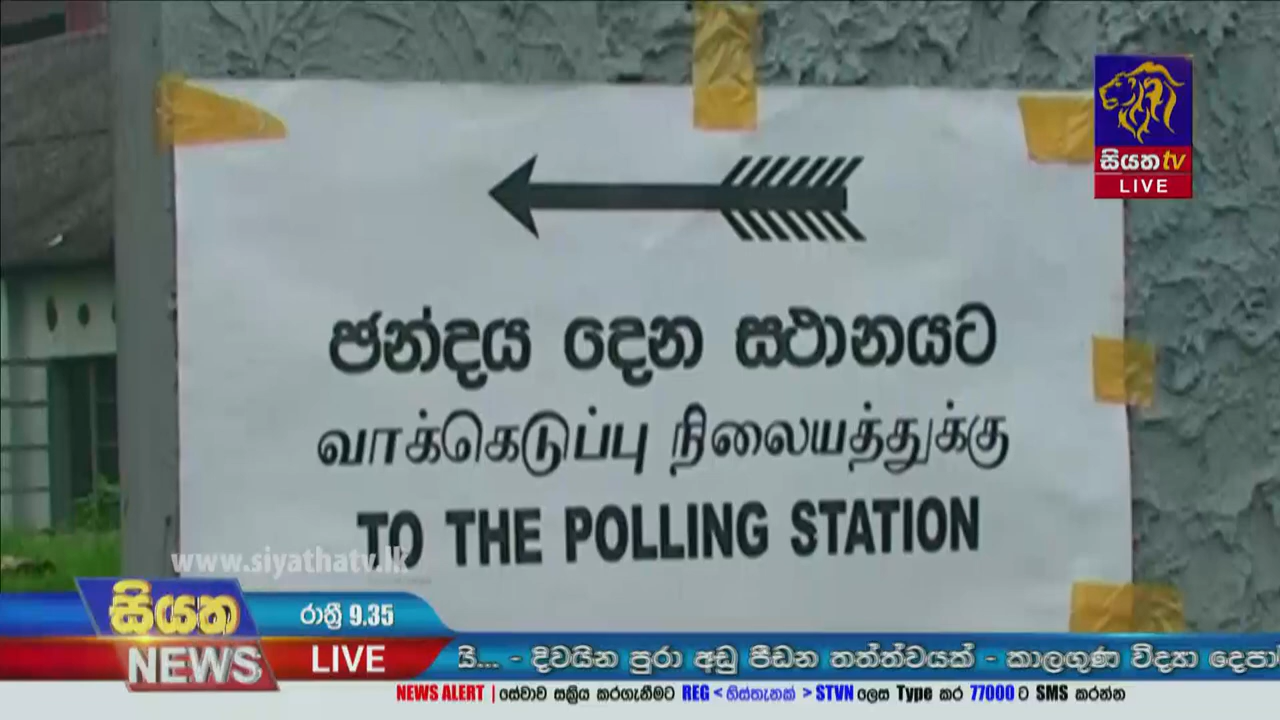 සියත tv
LIVE
ඡන්දය දෙන ස්ථානයට
வாக்கெடுப்பு நிலையத்துக்கு
TO THE POLLING STATION
www.siyathatv.lk
සියත
NEWS
රාත්‍රී 9.35
LIVE
යි... - දිවයින පුරා අඩු පීඩන තත්ත්වයක් - කාලගුණ විද්‍යා දෙපා
NEWS ALERT | සේවාව සක්‍රිය කරගැනීමට REG < හිස්තැනක් > STVN ලෙස Type කර 77000 ට SMS කරන්න